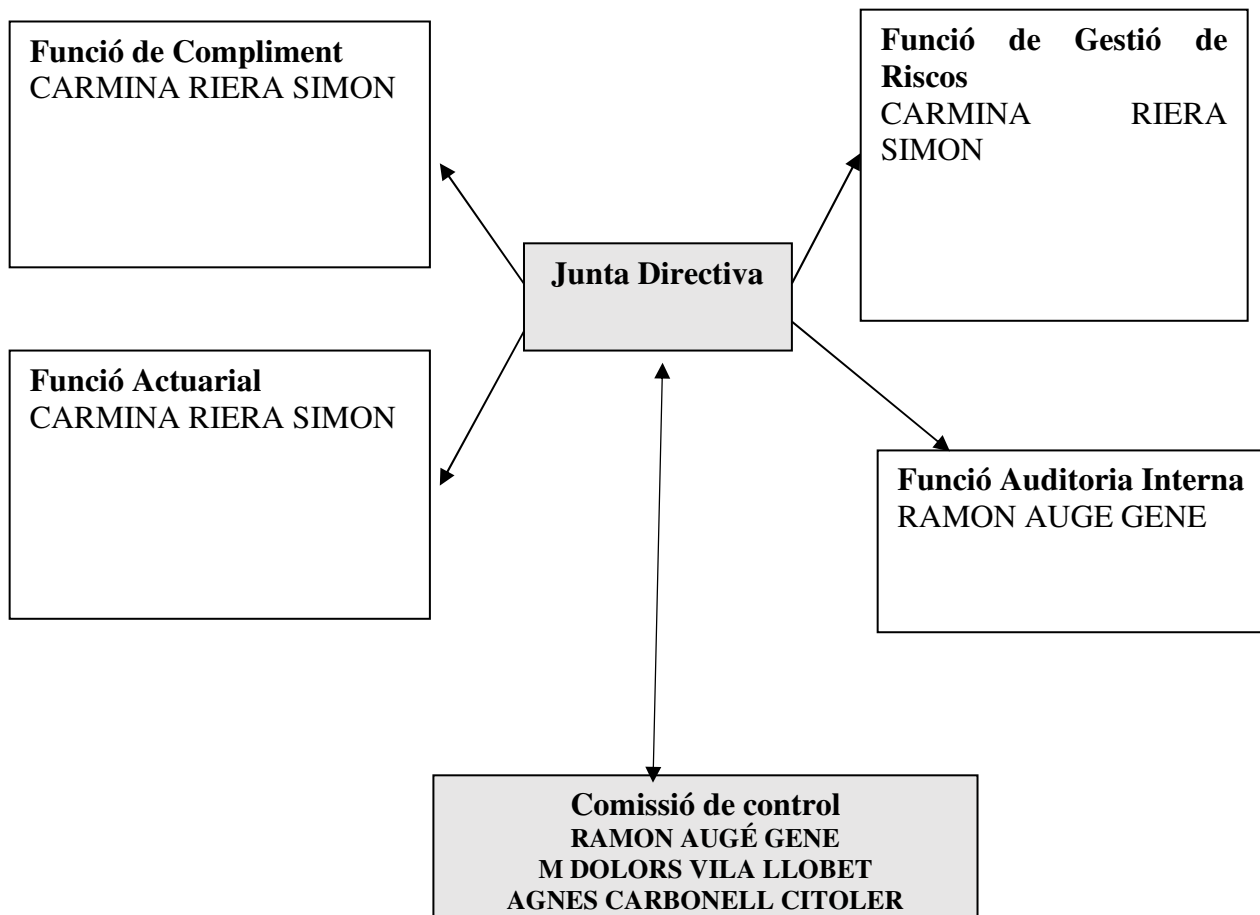 Funció de Compliment
CARMINA RIERA SIMON
Funció de Gestió de
Riscos
CARMINA RIERA
SIMON
Junta Directiva
Funció Actuarial
CARMINA RIERA SIMON
Funció Auditoria Interna
RAMON AUGE GENE
Comissió de control
RAMON AUGÉ GENE
M DOLORS VILA LLOBET
AGNES CARBONELL CITOLER